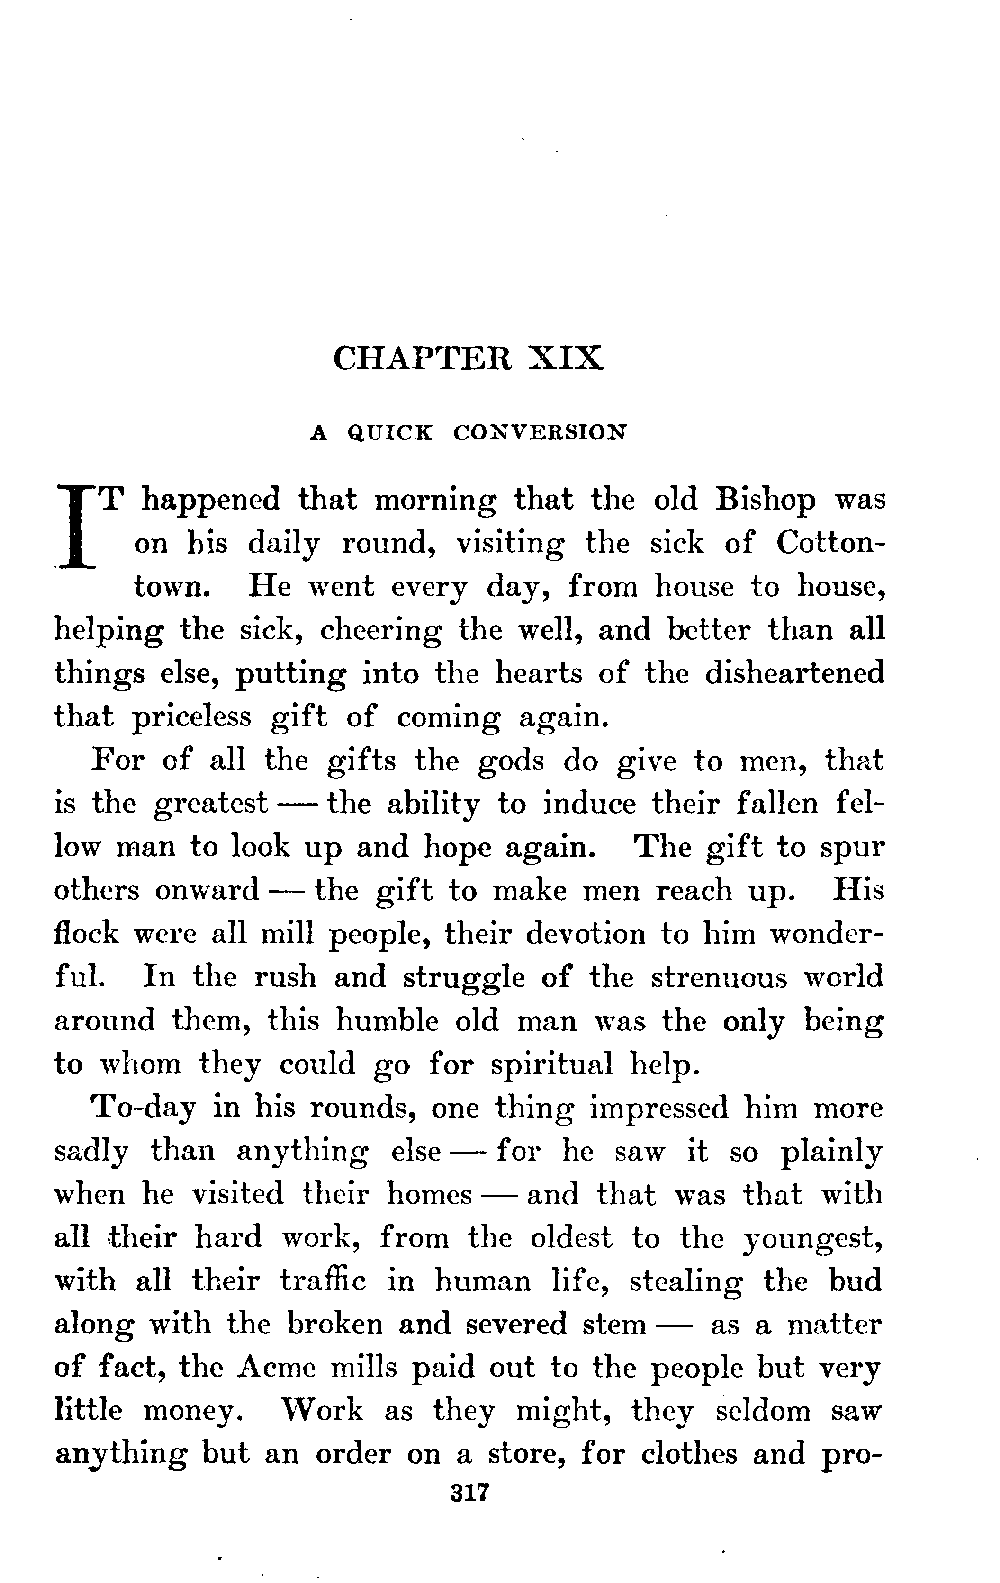 CHAPTER XIX
A QUICK CONVERSION
IT happened that morning that the old Bishop was
on his daily round, visiting the sick of Cotton-
town. He went every day, from house to house,
helping the sick, cheering the well, and better than all
things else, putting into the hearts of the disheartened
that priceless gift of coming again.
For of all the gifts the gods do give to men, that
is the greatest — the ability to induce their fallen fel-
low man to look up and hope again. The gift to spur
others onward — the gift to make men reach up. His
flock were all mill people, their devotion to him wonder-
ful. In the rush and struggle of the strenuous world
around them, this humble old man was the only being
to whom they could go for spiritual help.
To-day in his rounds, one thing impressed him more
sadly than anything else — for he saw it so plainly
when he visited their homes — and that was that with
all their hard work, from the oldest to the youngest,
with all their traffic in human life, stealing the bud
along with the broken and severed stem — as a matter
of fact, the Acme mills paid out to the people but very
little money. Work as they might, they seldom saw
anything but an order on a store, for clothes and pro-
317